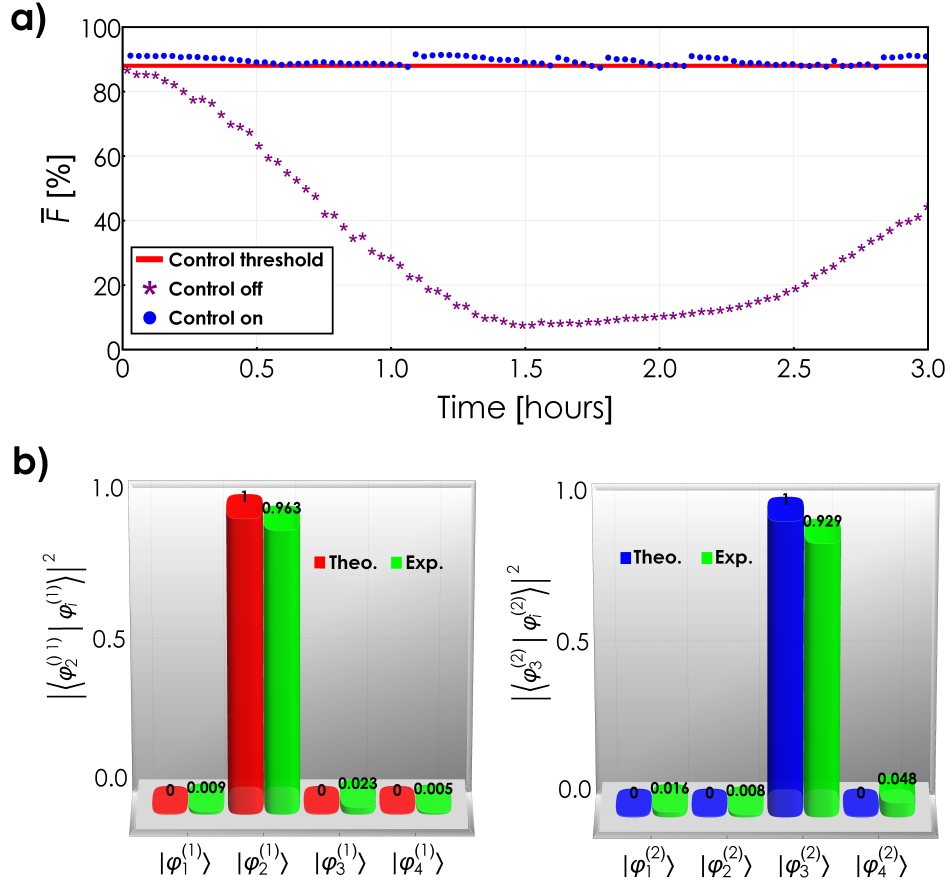 a)
100
80
60
40
20
0
F̅ [%]
Control threshold
Control off
Control on
0 0.5 1.0 1.5 2.0 2.5 3.0
Time [hours]
b)
|⟨φ₂^() 1)|φᵢ^(1)⟩|²
1.0
0.5
0.0
Theo. Exp.
1 0.963
0 0.009 0 0.023 0 0.005
|φ₁^(1)⟩ |φ₂^(1)⟩ |φ₃^(1)⟩ |φ₄^(1)⟩
|⟨φ₃^(2)|φᵢ^(2)⟩|²
1.0
0.5
0.0
Theo. Exp.
1 0.929
0 0.016 0 0.008 0 0.048
|φ₁^(2)⟩ |φ₂^(2)⟩ |φ₃^(2)⟩ |φ₄^(2)⟩